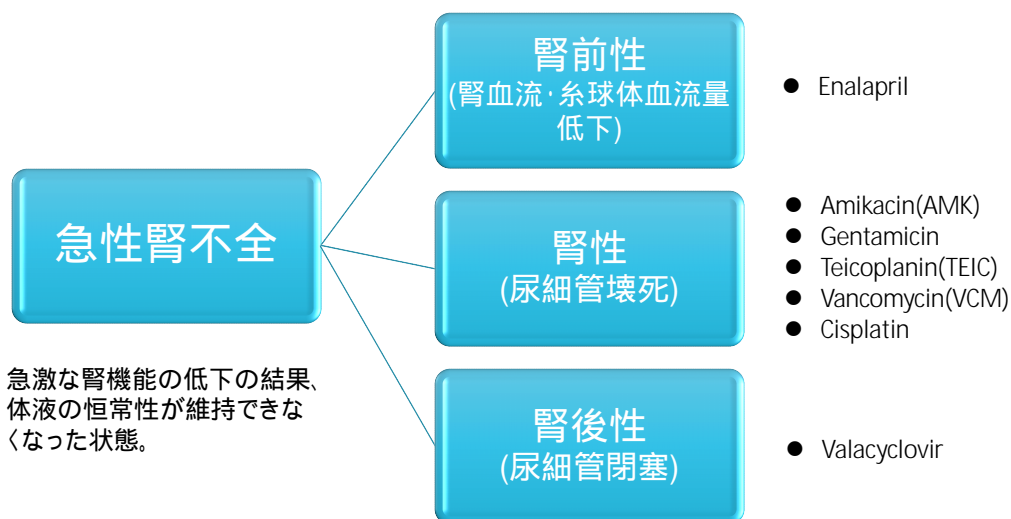 急性腎不全
急激な腎機能の低下の結果、
体液の恒常性が維持できな
くなった状態。
腎前性
(腎血流・糸球体血流量
低下)
● Enalapril
腎性
(尿細管壊死)
● Amikacin(AMK)
● Gentamicin
● Teicoplanin(TEIC)
● Vancomycin(VCM)
● Cisplatin
腎後性
(尿細管閉塞)
● Valacyclovir